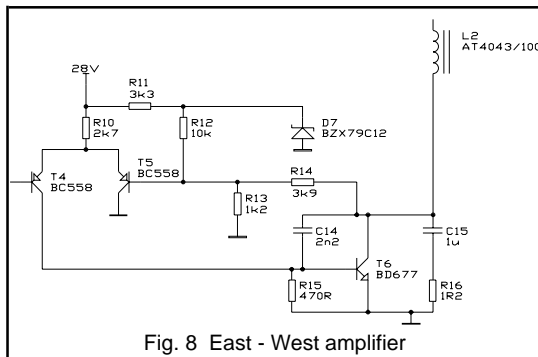 L2
AT4043/100
28V
R11
3k3
R10
2k7
R12
10k
D7
BZX79C12
T5
BC558
T4
BC558
R14
3k9
R13
1k2
C14
2n2
C15
1u
T6
BD677
R15
470R
R16
1R2
Fig. 8 East - West amplifier